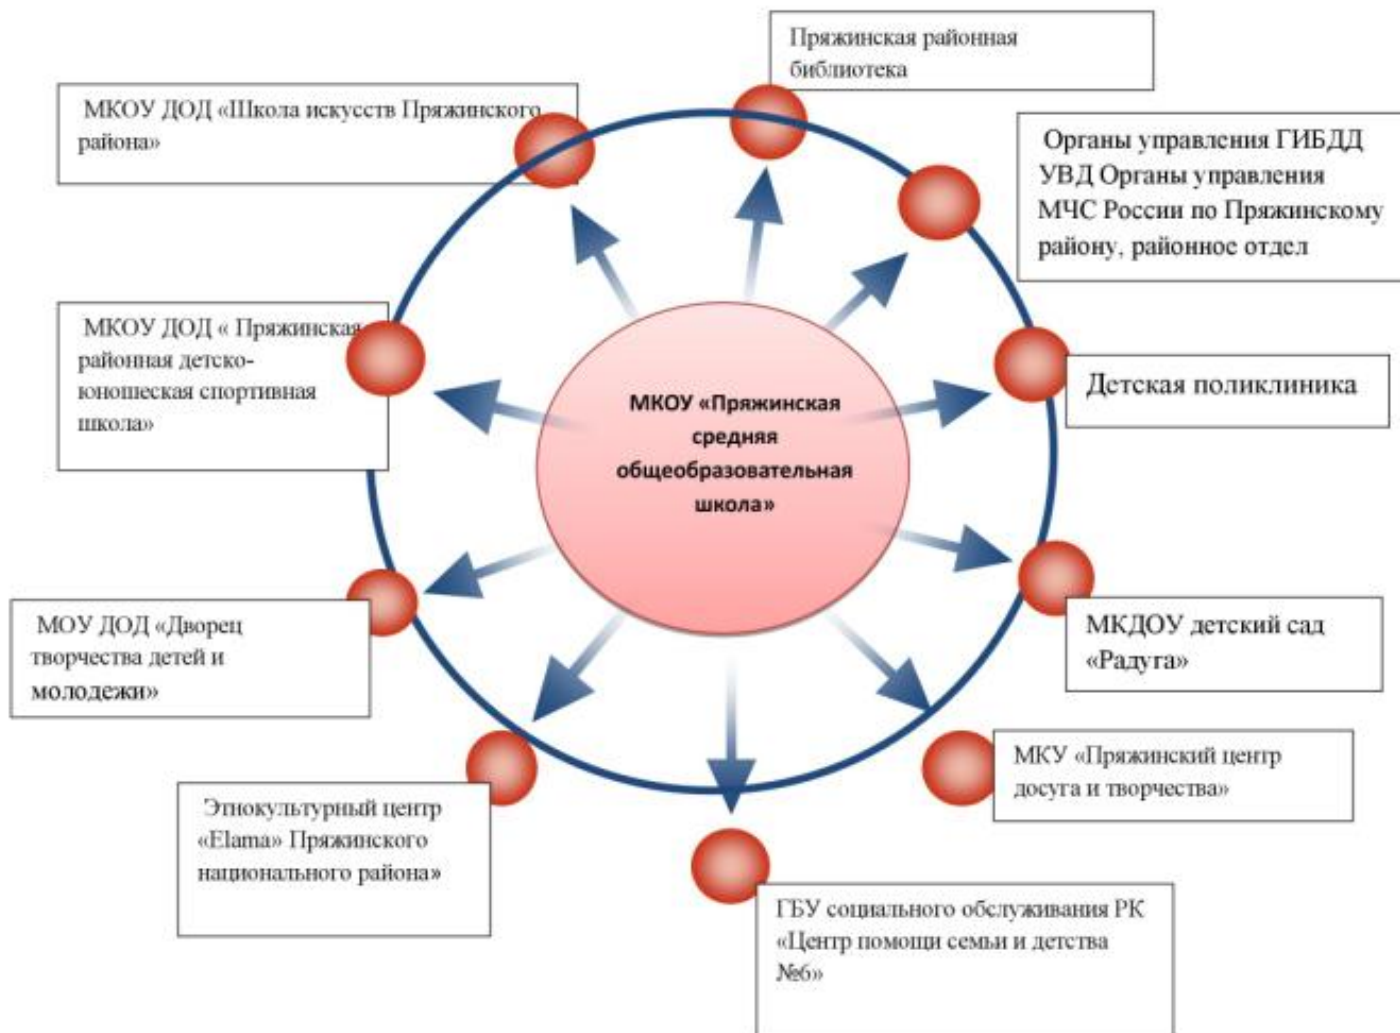 Пряжинская районная
библиотека
МКОУ ДОД «Школа искусств Пряжинского
района»
Органы управления ГИБДД
УВД Органы управления
МЧС России по Пряжинскому
району, районное отдел
МКОУ ДОД « Пряжинская
районная детско-
юношеская спортивная
школа»
Детская поликлиника
МКОУ «Пряжинская
средняя
общеобразовательная
школа»
МОУ ДОД «Дворец
творчества детей и
молодежи»
МКДОУ детский сад
«Радуга»
МКУ «Пряжинский центр
досуга и творчества»
Этнокультурный центр
«Elama» Пряжинского
национального района»
ГБУ социального обслуживания РК
«Центр помощи семьи и детства
№6»